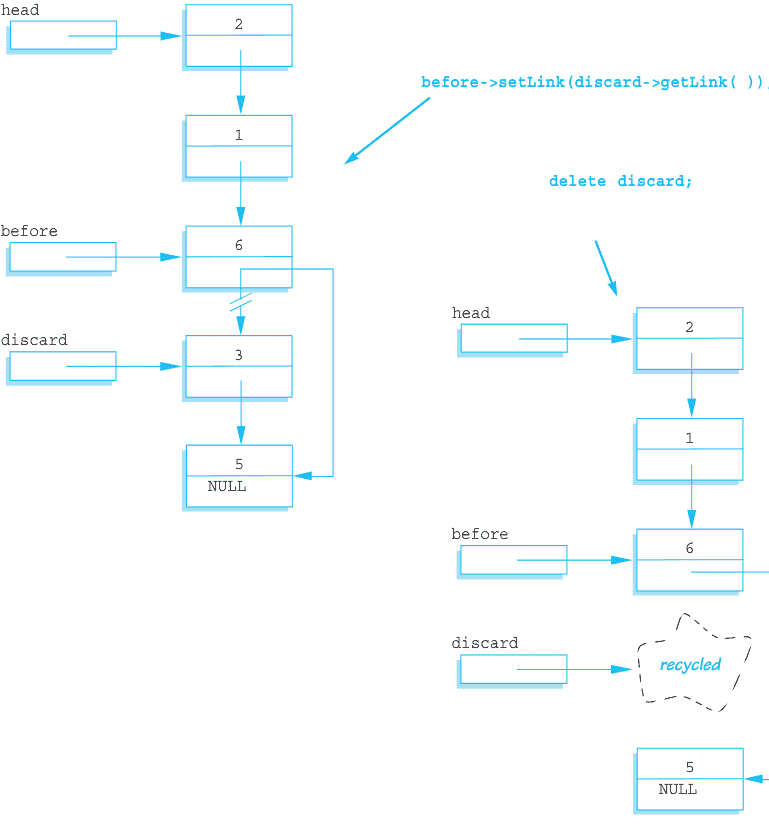 head
2
before->setLink(discard->getLink( ));
1
delete discard;
before
6
head
2
discard
3
1
5
NULL
before
6
discard
recycled
5
NULL